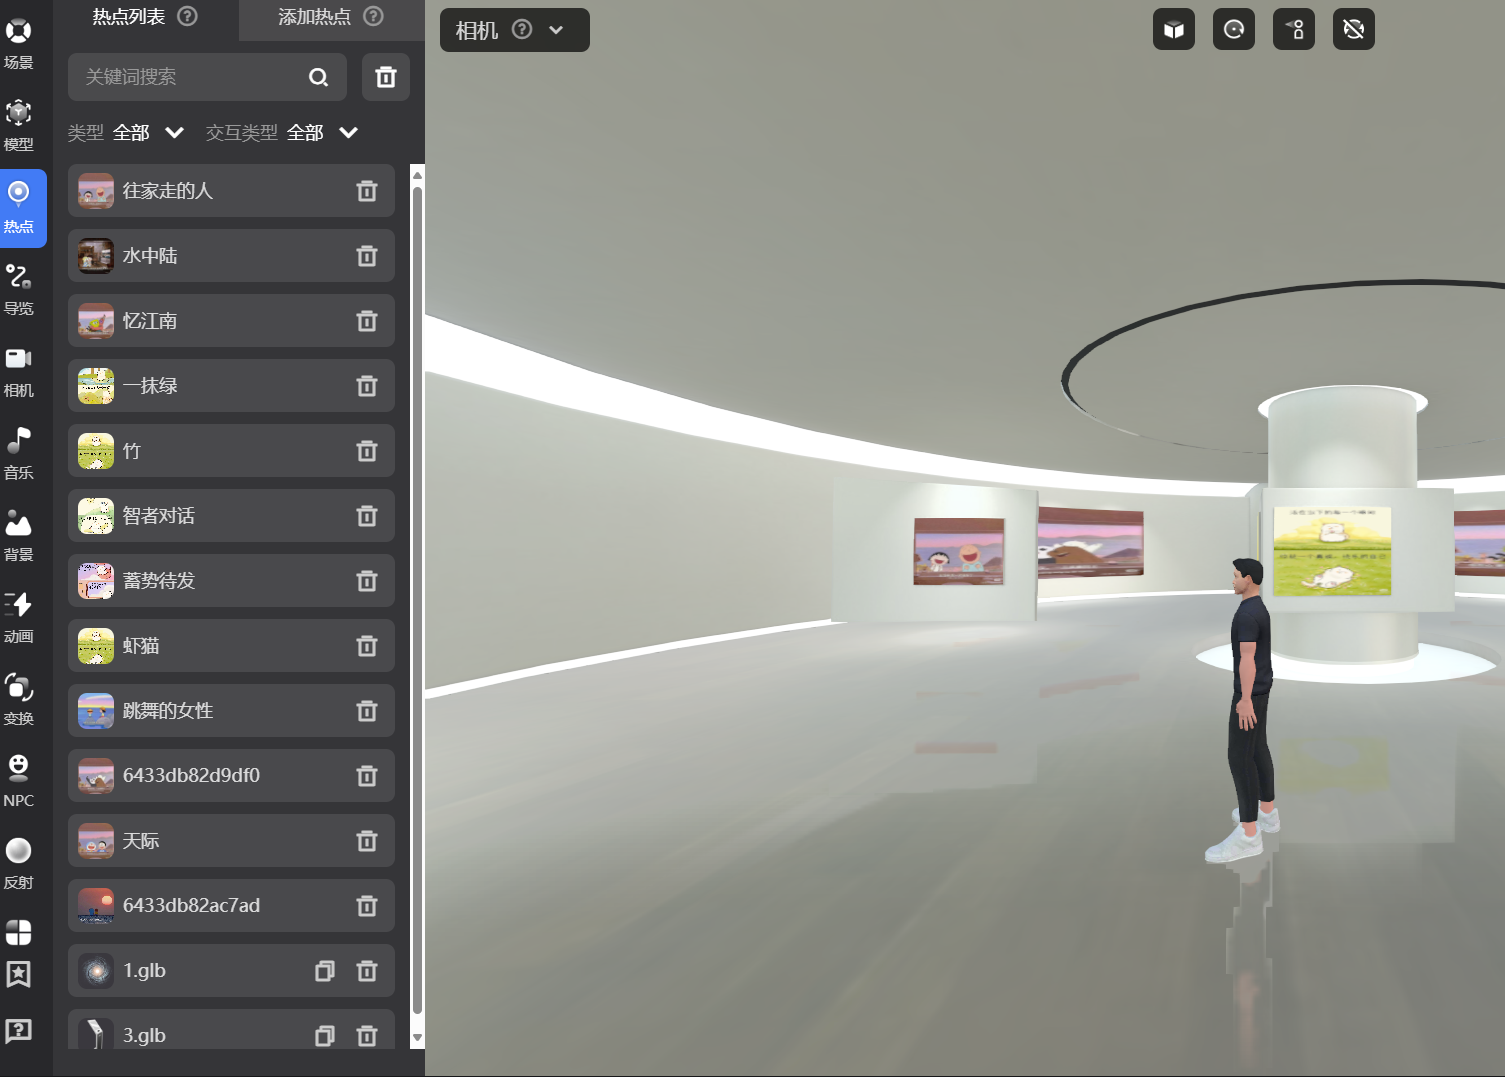 热点列表
添加热点
相机
场景
关键词搜索
类型 全部
交互类型 全部
模型
往家走的人
热点
水中陆
导览
忆江南
相机
一抹绿
竹
音乐
智者对话
背景
蓄势待发
动画
虾猫
变换
跳舞的女性
NPC
6433db82d9df0
天际
反射
6433db82ac7ad
1.glb
3.glb